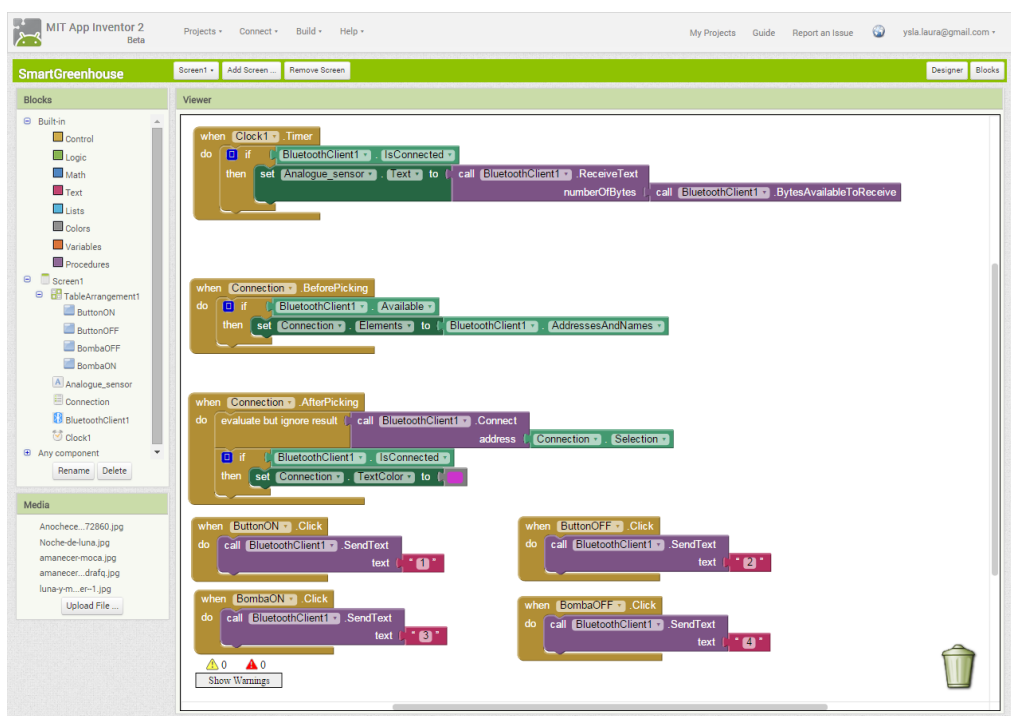 MIT App Inventor 2
Beta
Projects Connect Build Help
My Projects Guide Report an Issue ysla.laura@gmail.com
SmartGreenhouse
Screen1 Add Screen ... Remove Screen
Designer Blocks
Blocks
Built-in
Control
Logic
Math
Text
Lists
Colors
Variables
Procedures
Screen1
TableArrangement1
ButtonON
ButtonOFF
BombaOFF
BombaON
Analogue_sensor
Connection
BluetoothClient1
Clock1
Any component
Rename Delete
Media
Anochece...72860.jpg
Noche-de-luna.jpg
amanecer-moca.jpg
amanecer...drafq.jpg
luna-y-m...er--1.jpg
Upload File ...
Viewer
when Clock1 .Timer
do if BluetoothClient1 . IsConnected
then set Analogue_sensor . Text to call BluetoothClient1 .ReceiveText
numberOfBytes call BluetoothClient1 .BytesAvailableToReceive
when Connection .BeforePicking
do if BluetoothClient1 . Available
then set Connection . Elements to BluetoothClient1 . AddressesAndNames
when Connection .AfterPicking
do evaluate but ignore result call BluetoothClient1 .Connect
address Connection . Selection
if BluetoothClient1 . IsConnected
then set Connection . TextColor to
when ButtonON .Click
do call BluetoothClient1 .SendText
text " 1 "
when ButtonOFF .Click
do call BluetoothClient1 .SendText
text " 2 "
when BombaON .Click
do call BluetoothClient1 .SendText
text " 3 "
when BombaOFF .Click
do call BluetoothClient1 .SendText
text " 4 "
0 0
Show Warnings